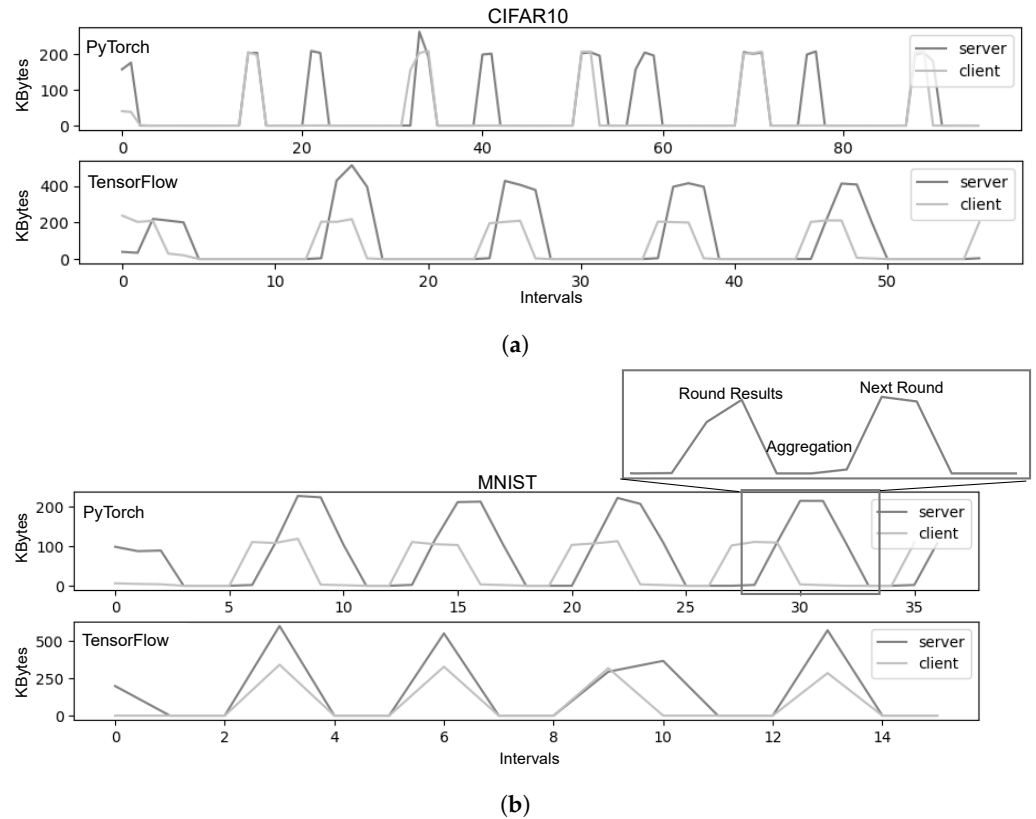 CIFAR10
PyTorch
server
client
KBytes
200
100
0
0 20 40 60 80
TensorFlow
server
client
KBytes
400
200
0
0 10 20 30 40 50
Intervals
(a)
Round Results
Next Round
Aggregation
MNIST
PyTorch
server
client
KBytes
200
100
0
0 5 10 15 20 25 30 35
TensorFlow
server
client
KBytes
500
250
0
0 2 4 6 8 10 12 14
Intervals
(b)